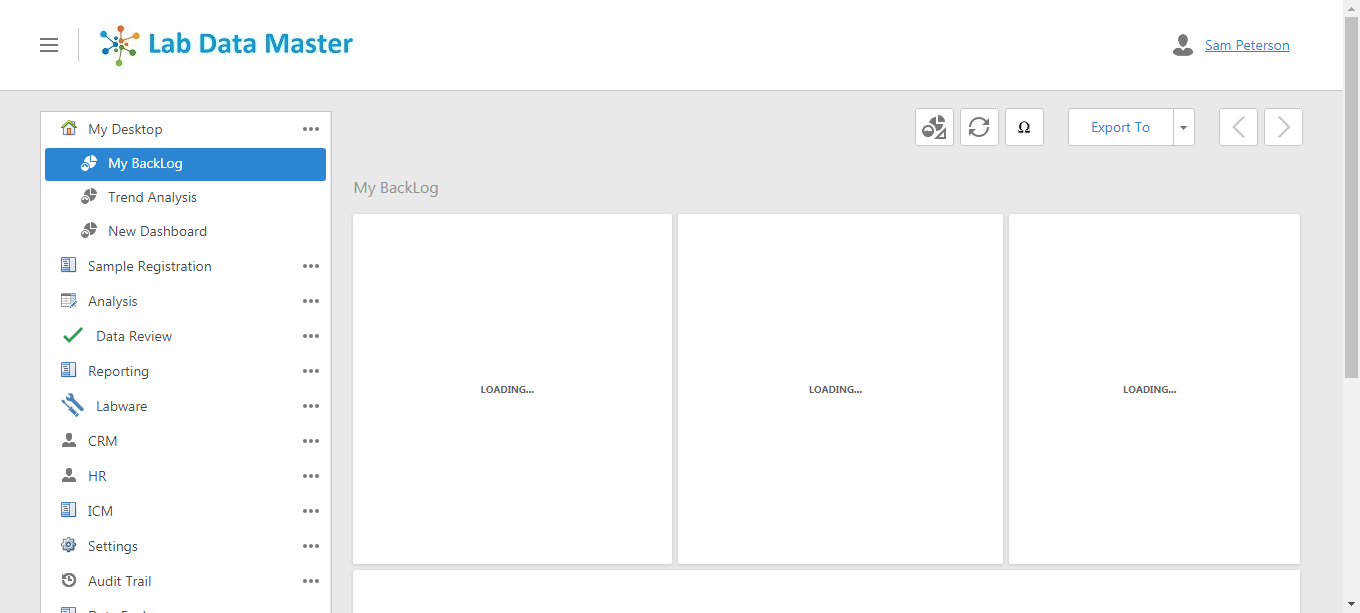 Lab Data Master
Sam Peterson
My Desktop
My BackLog
Trend Analysis
New Dashboard
Sample Registration
Analysis
Data Review
Reporting
Labware
CRM
HR
ICM
Settings
Audit Trail
Data
Ω
Export To
My BackLog
LOADING...
LOADING...
LOADING...